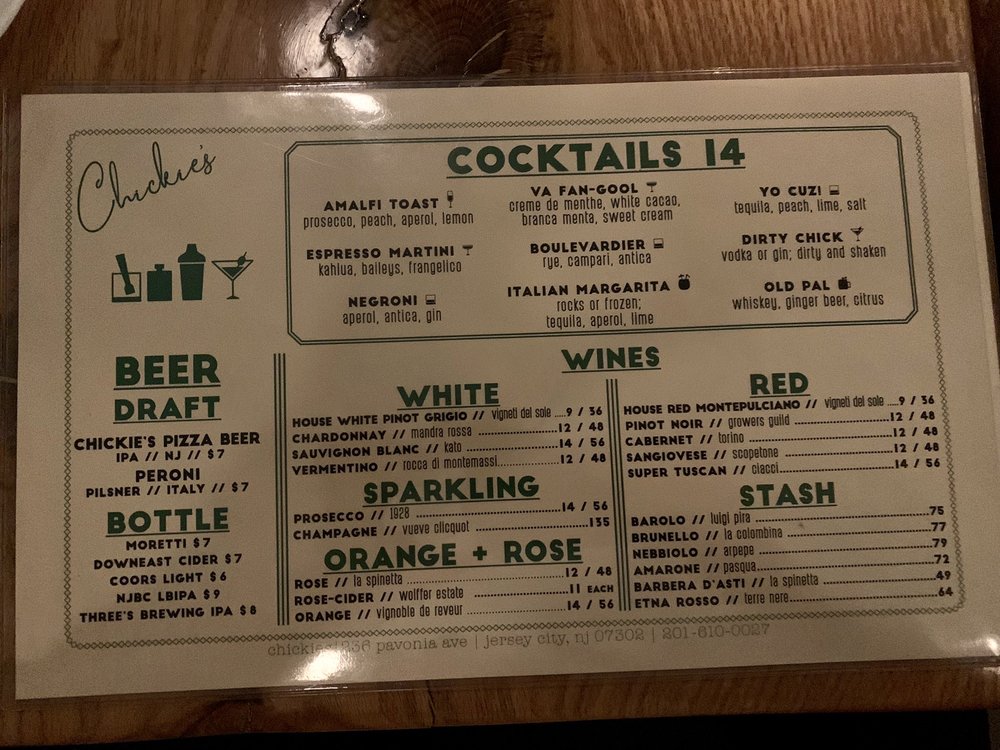 Chickie's
COCKTAILS 14
AMALFI TOAST
prosecco, peach, aperol, lemon
VA FAN-GOOL
creme de menthe, white cacao,
branca menta, sweet cream
YO CUZ!
tequila, peach, lime, salt
ESPRESSO MARTINI
kahlua, baileys, frangelico
BOULEVARDIER
rye, campari, antica
DIRTY CHICK
vodka or gin; dirty and shaken
NEGRONI
aperol, antica, gin
ITALIAN MARGARITA
rocks or frozen;
tequila, aperol, lime
OLD PAL
whiskey, ginger beer, citrus
BEER
DRAFT
CHICKIE'S PIZZA BEER
IPA // NJ // $7
PERONI
PILSNER // ITALY // $7
BOTTLE
MORETTI $7
DOWNEAST CIDER $7
COORS LIGHT $6
NJBC LBIPA $9
THREE'S BREWING IPA $8
WINES
WHITE
HOUSE WHITE PINOT GRIGIO // vigneti del sole .....9 / 36
CHARDONNAY // mandra rossa ..........12 / 48
SAUVIGNON BLANC // kato ..........14 / 56
VERMENTINO // rocca di montemassi..........12 / 48
SPARKLING
PROSECCO // 1928 ..........14 / 56
CHAMPAGNE // vueve clicquot ..........135
ORANGE + ROSE
ROSE // la spinetta ..........12 / 48
ROSE-CIDER // wolffer estate ..........11 EACH
ORANGE // vignoble de reveur ..........14 / 56
RED
HOUSE RED MONTEPULCIANO // vigneti del sole .....9 / 36
PINOT NOIR // growers guild ..........12 / 48
CABERNET // torino ..........12 / 48
SANGIOVESE // scopetone ..........12 / 48
SUPER TUSCAN // ciacci..........14 / 56
STASH
BAROLO // luigi pira ..........75
BRUNELLO // la colombina ..........77
NEBBIOLO // arpepe ..........79
AMARONE // pasqua..........72
BARBERA D'ASTI // la spinetta ..........49
ETNA ROSSO // terre nere..........64
pavonia ave | jersey city, nj 07302 | 201-610-0027